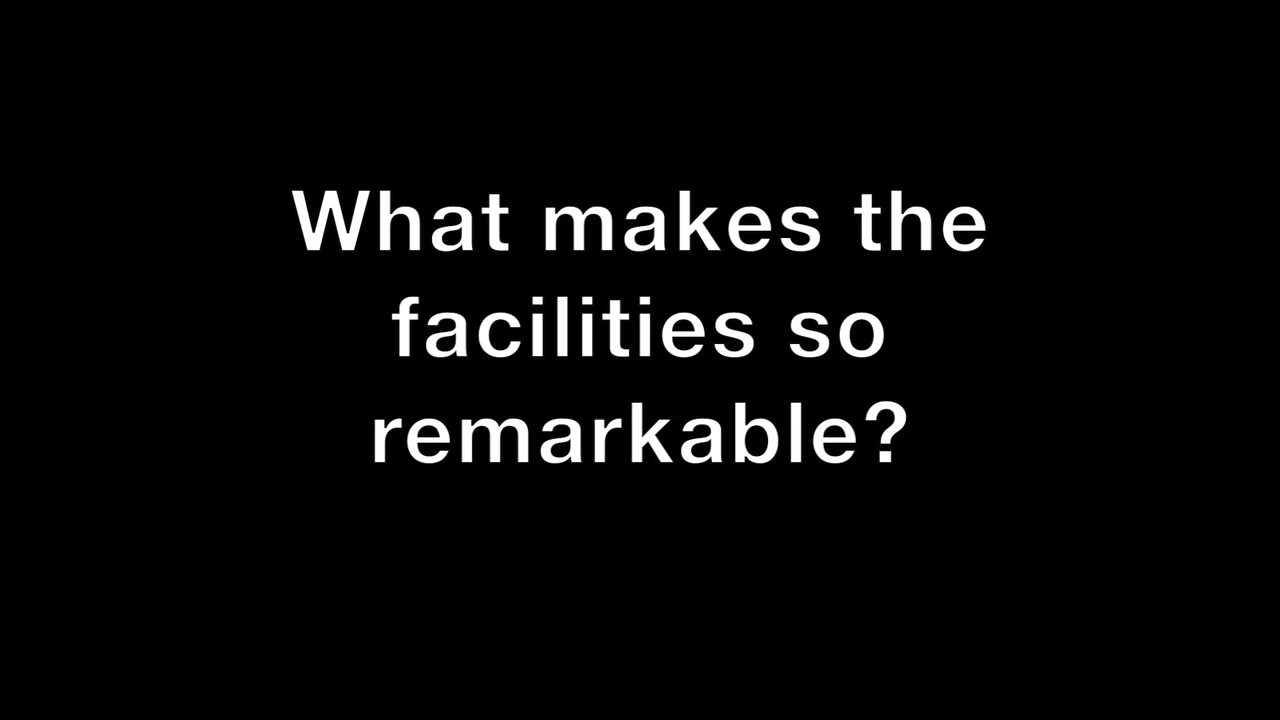 What makes the
facilities so
remarkable?